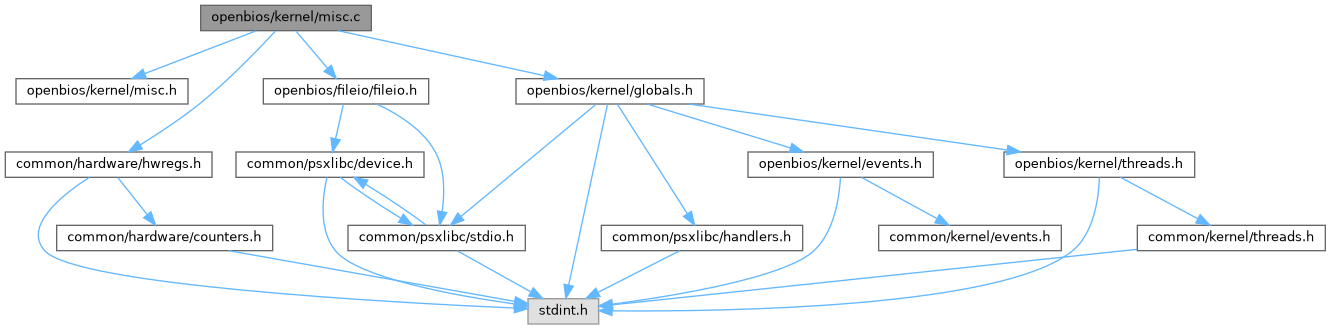 openbios/kernel/misc.c
openbios/kernel/misc.h
openbios/fileio/fileio.h
openbios/kernel/globals.h
common/hardware/hwregs.h
common/psxlibc/device.h
openbios/kernel/events.h
openbios/kernel/threads.h
common/hardware/counters.h
common/psxlibc/stdio.h
common/psxlibc/handlers.h
common/kernel/events.h
common/kernel/threads.h
stdint.h